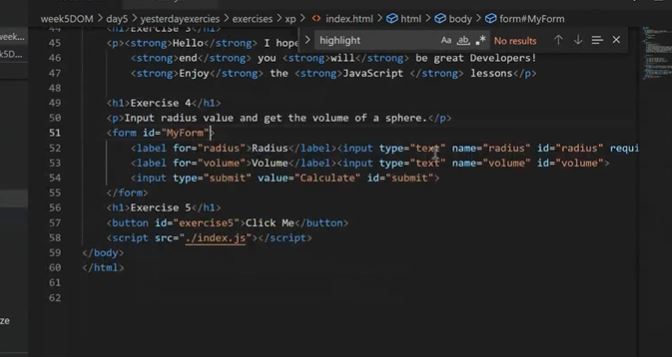 week5DOM > day5 > yesterdayexercies > exercises > xp > index.html > html > body > form#MyForm
week...
highlight Aa ab, .* No results
5DOM...
44 <h1>Exercise 3</h1>
45 <p><strong>Hello</strong> I hope
46 <strong>end</strong> you <strong>will</strong> be great Developers!
47 <strong>Enjoy</strong> the <strong>JavaScript </strong> lessons</p>
48
49 <h1>Exercise 4</h1>
50 <p>Input radius value and get the volume of a sphere.</p>
51 <form id="MyForm">
52 <label for="radius">Radius</label><input type="text" name="radius" id="radius" requi
53 <label for="volume">Volume</label><input type="text" name="volume" id="volume">
54 <input type="submit" value="Calculate" id="submit">
55 </form>
56 <h1>Exercise 5</h1>
57 <button id="exercise5">Click Me</button>
58 <script src="./index.js"></script>
59 </body>
60 </html>
61
62
ze